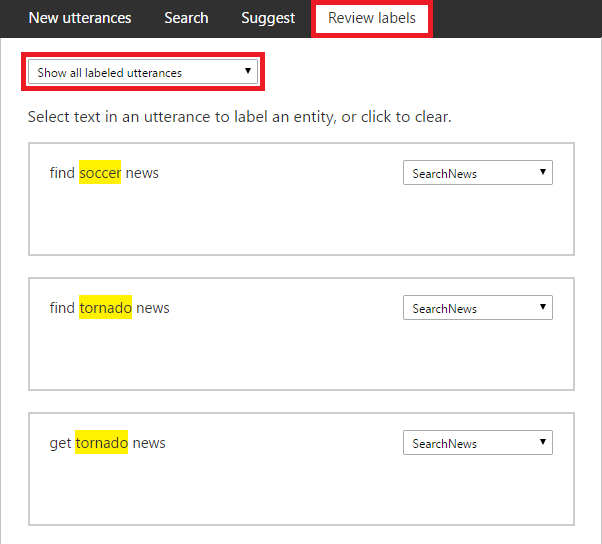 New utterances Search Suggest Review labels
Show all labeled utterances
Select text in an utterance to label an entity, or click to clear.
find soccer news SearchNews
find tornado news SearchNews
get tornado news SearchNews